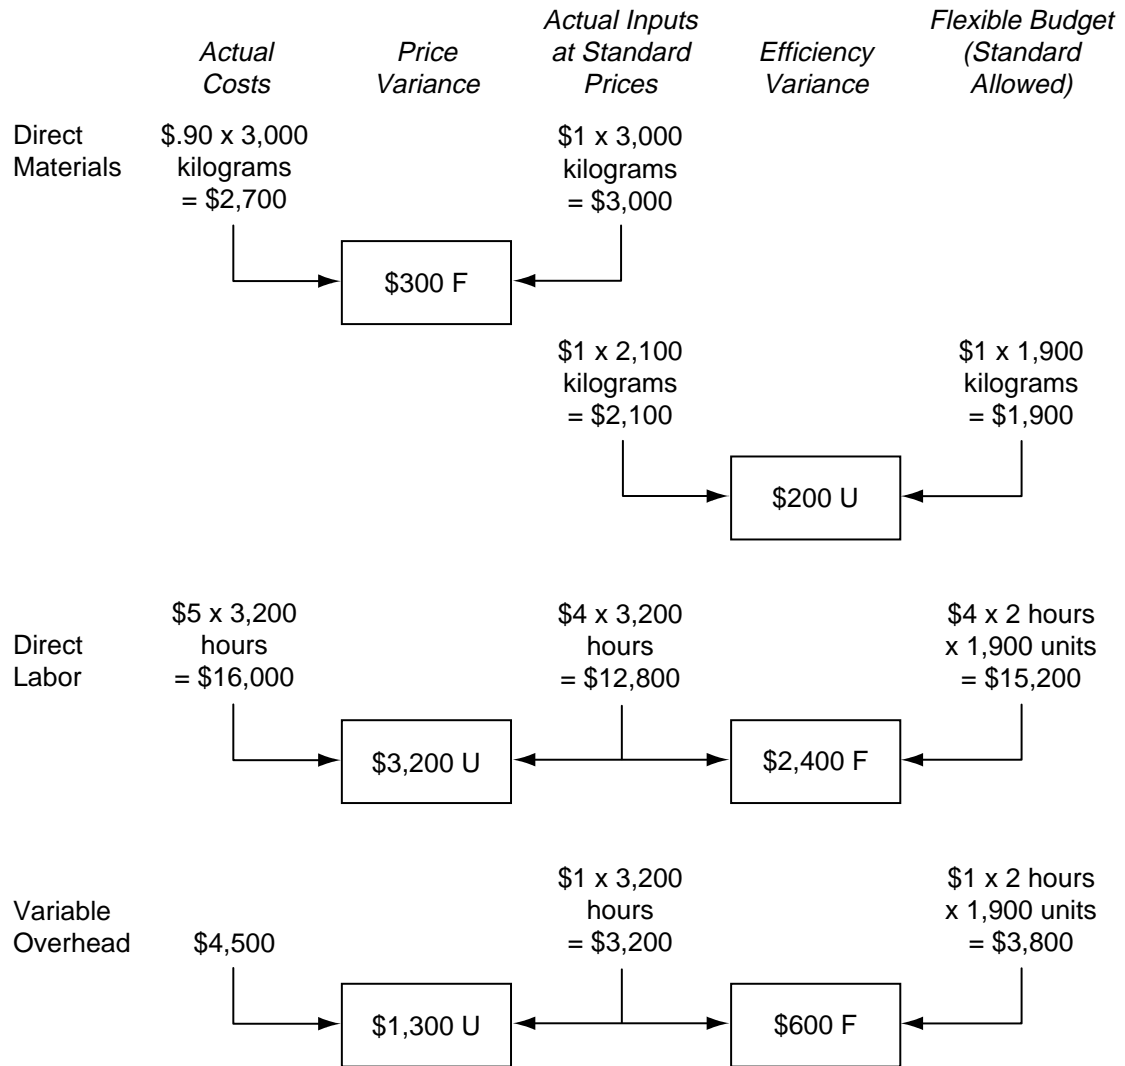 Actual
Costs
Price
Variance
Actual Inputs
at Standard
Prices
Efficiency
Variance
Flexible Budget
(Standard
Allowed)
Direct
Materials
$.90 x 3,000
kilograms
= $2,700
$1 x 3,000
kilograms
= $3,000
$300 F
$1 x 2,100
kilograms
= $2,100
$1 x 1,900
kilograms
= $1,900
$200 U
Direct
Labor
$5 x 3,200
hours
= $16,000
$4 x 3,200
hours
= $12,800
$4 x 2 hours
x 1,900 units
= $15,200
$3,200 U
$2,400 F
Variable
Overhead
$4,500
$1 x 3,200
hours
= $3,200
$1 x 2 hours
x 1,900 units
= $3,800
$1,300 U
$600 F